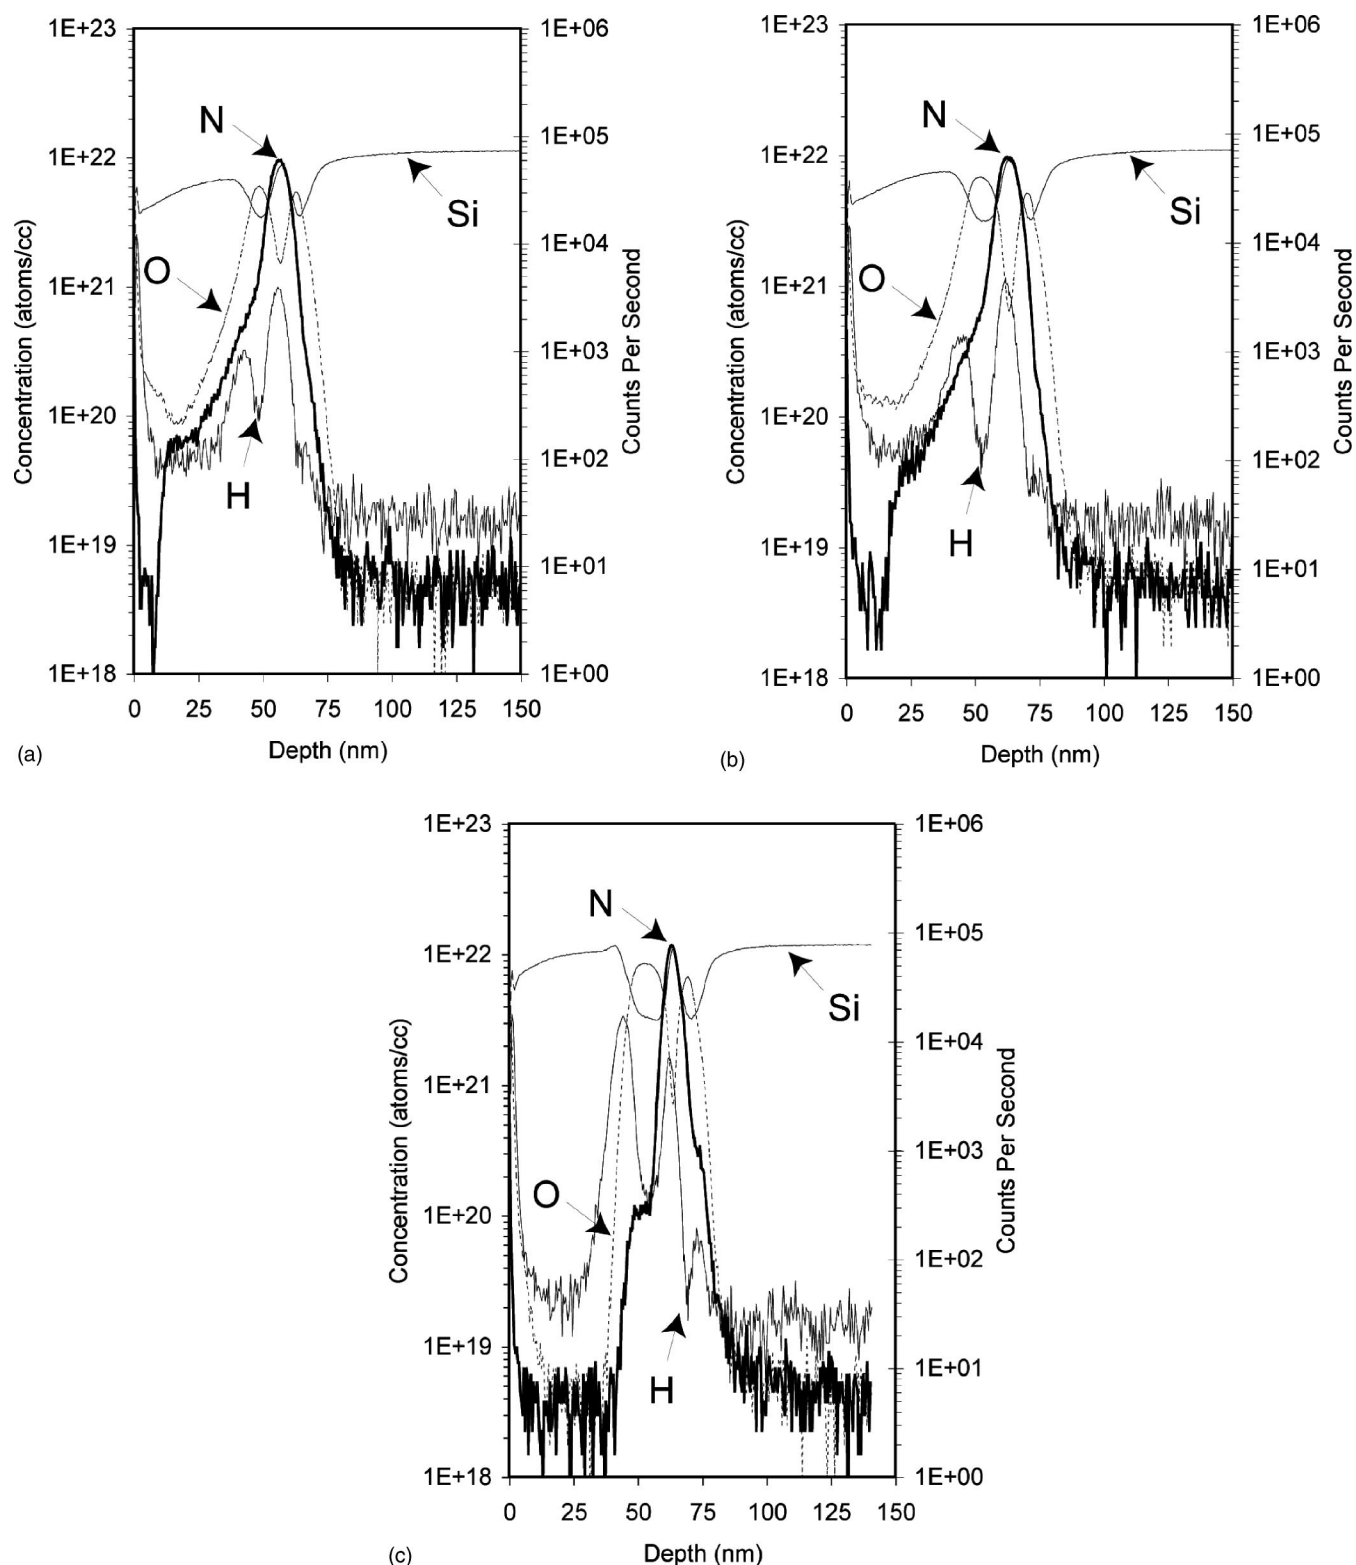 1E+23
1E+22
1E+21
1E+20
1E+19
1E+18
Concentration (atoms/cc)
1E+06
1E+05
1E+04
1E+03
1E+02
1E+01
1E+00
Counts Per Second
N
Si
O
H
0 25 50 75 100 125 150
Depth (nm)
(a)
1E+23
1E+22
1E+21
1E+20
1E+19
1E+18
Concentration (atoms/cc)
1E+06
1E+05
1E+04
1E+03
1E+02
1E+01
1E+00
Counts Per Second
N
Si
O
H
0 25 50 75 100 125 150
Depth (nm)
(b)
1E+23
1E+22
1E+21
1E+20
1E+19
1E+18
Concentration (atoms/cc)
1E+06
1E+05
1E+04
1E+03
1E+02
1E+01
1E+00
Counts Per Second
N
Si
O
H
0 25 50 75 100 125 150
Depth (nm)
(c)